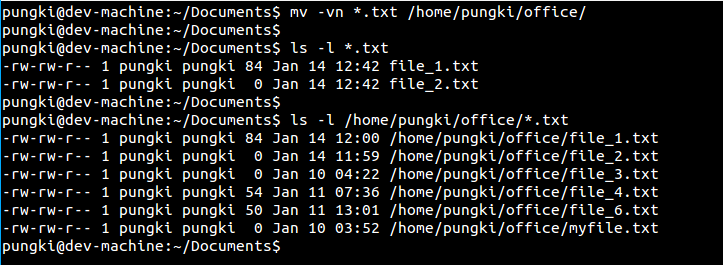 pungki@dev-machine:~/Documents$ mv -vn *.txt /home/pungki/office/
pungki@dev-machine:~/Documents$
pungki@dev-machine:~/Documents$ ls -l *.txt
-rw-rw-r-- 1 pungki pungki 84 Jan 14 12:42 file_1.txt
-rw-rw-r-- 1 pungki pungki  0 Jan 14 12:42 file_2.txt
pungki@dev-machine:~/Documents$
pungki@dev-machine:~/Documents$ ls -l /home/pungki/office/*.txt
-rw-rw-r-- 1 pungki pungki 84 Jan 14 12:00 /home/pungki/office/file_1.txt
-rw-rw-r-- 1 pungki pungki  0 Jan 14 11:59 /home/pungki/office/file_2.txt
-rw-rw-r-- 1 pungki pungki  0 Jan 10 04:22 /home/pungki/office/file_3.txt
-rw-rw-r-- 1 pungki pungki 54 Jan 11 07:36 /home/pungki/office/file_4.txt
-rw-rw-r-- 1 pungki pungki 50 Jan 11 13:01 /home/pungki/office/file_6.txt
-rw-rw-r-- 1 pungki pungki  0 Jan 10 03:52 /home/pungki/office/myfile.txt
pungki@dev-machine:~/Documents$